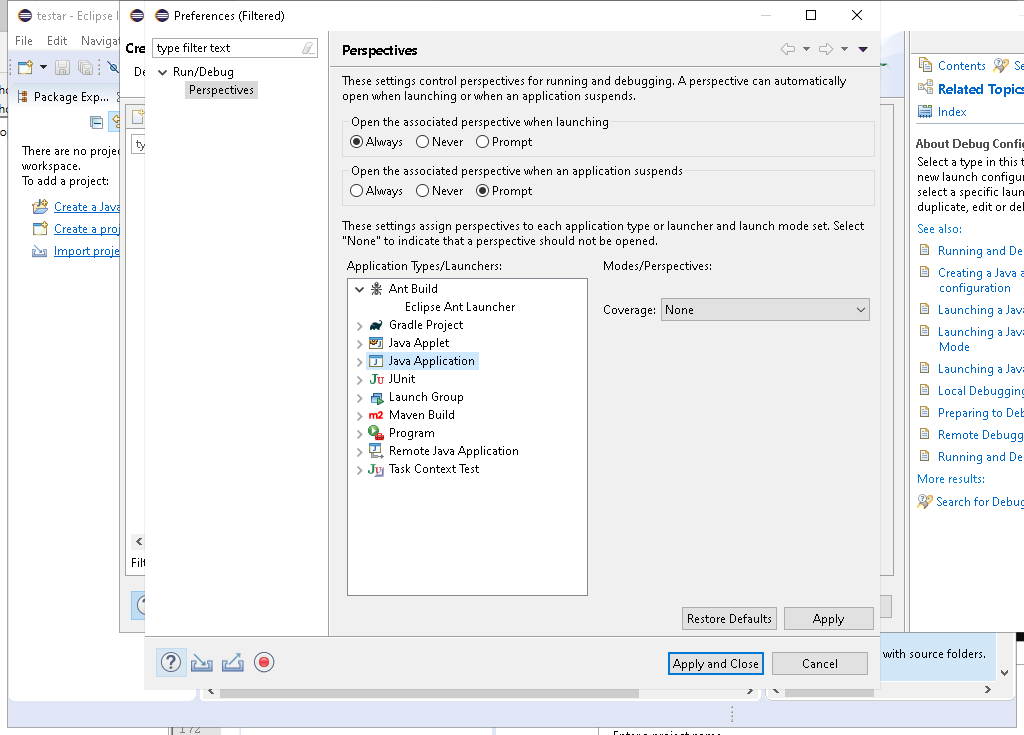 testar - Eclipse I
Preferences (Filtered)
File Edit Navigat
Cre
De
Package Exp...
There are no projec
workspace.
To add a project:
Create a Java
Create a proj
Import proje
ty
Filt
type filter text
Run/Debug
Perspectives
Perspectives
These settings control perspectives for running and debugging. A perspective can automatically
open when launching or when an application suspends.
Open the associated perspective when launching
Always Never Prompt
Open the associated perspective when an application suspends
Always Never Prompt
These settings assign perspectives to each application type or launcher and launch mode set. Select
"None" to indicate that a perspective should not be opened.
Application Types/Launchers:
Modes/Perspectives:
Ant Build
Eclipse Ant Launcher
Gradle Project
Java Applet
Java Application
JUnit
Launch Group
Maven Build
Program
Remote Java Application
Task Context Test
Coverage: None
Restore Defaults Apply
Apply and Close Cancel
Contents Se
Related Topics
Index
About Debug Config
Select a type in this t
new launch configur
select a specific laun
duplicate, edit or del
See also:
Running and De
Creating a Java a
configuration
Launching a Java
Launching a Java
Mode
Launching a Java
Local Debugging
Preparing to Deb
Remote Debugg
Running and De
More results:
Search for Debug
with source folders.
172
Enter a project name